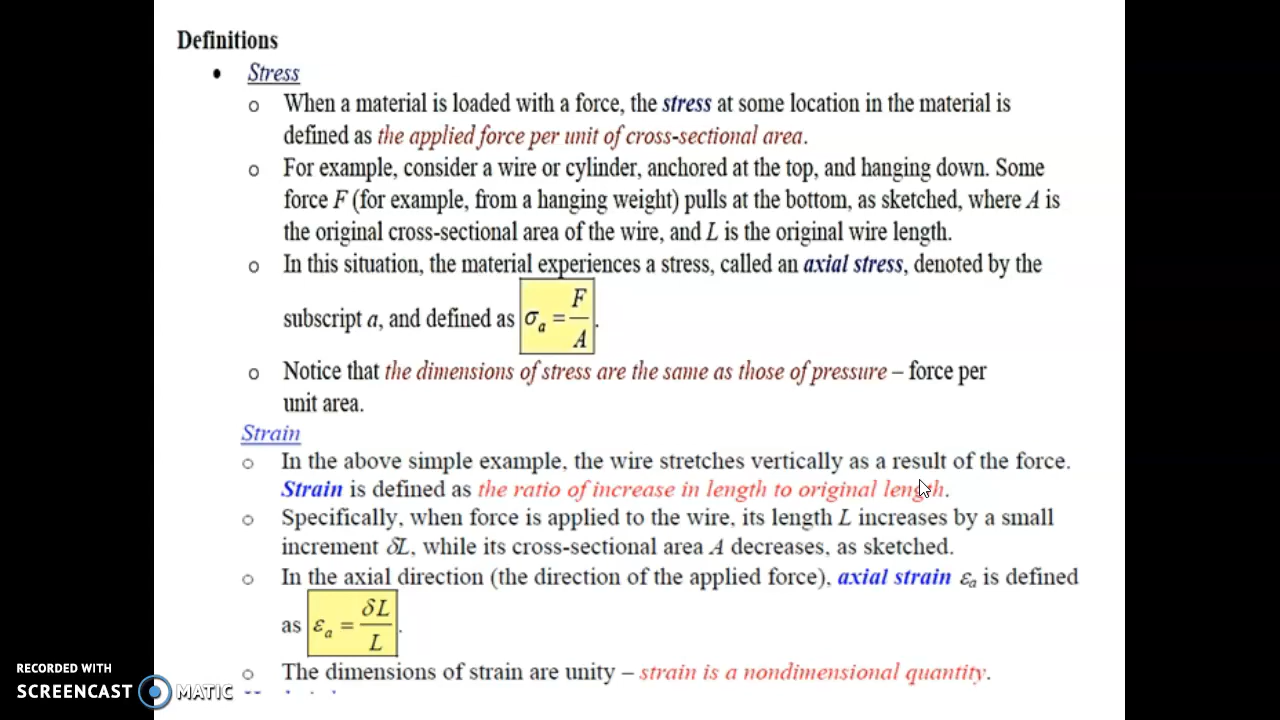 Definitions
• Stress
o When a material is loaded with a force, the stress at some location in the material is
defined as the applied force per unit of cross-sectional area.
o For example, consider a wire or cylinder, anchored at the top, and hanging down. Some
force F (for example, from a hanging weight) pulls at the bottom, as sketched, where A is
the original cross-sectional area of the wire, and L is the original wire length.
o In this situation, the material experiences a stress, called an axial stress, denoted by the
subscript a, and defined as σₐ = F/A.
o Notice that the dimensions of stress are the same as those of pressure – force per
unit area.
Strain
o In the above simple example, the wire stretches vertically as a result of the force.
Strain is defined as the ratio of increase in length to original length.
o Specifically, when force is applied to the wire, its length L increases by a small
increment δL, while its cross-sectional area A decreases, as sketched.
o In the axial direction (the direction of the applied force), axial strain εₐ is defined
as εₐ = δL/L.
o The dimensions of strain are unity – strain is a nondimensional quantity.
RECORDED WITH
SCREENCAST MATIC